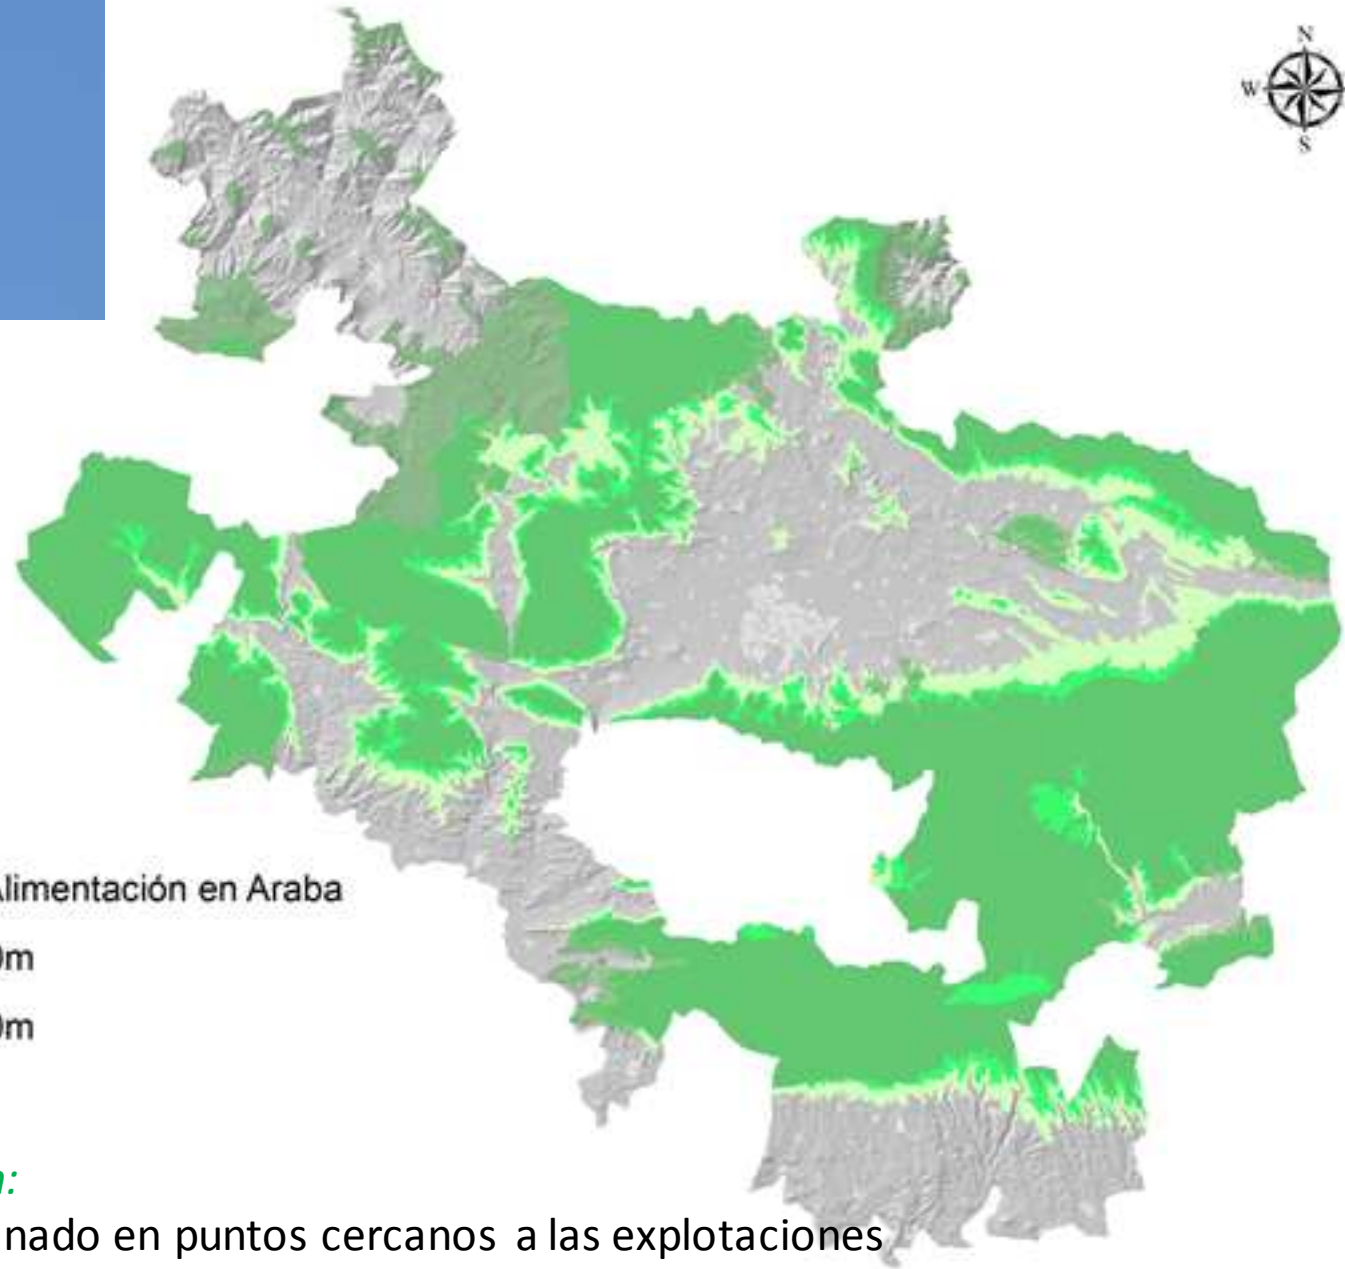 N
W
S
Alimentación en Araba
0m
0m
nado en puntos cercanos a las explotaciones